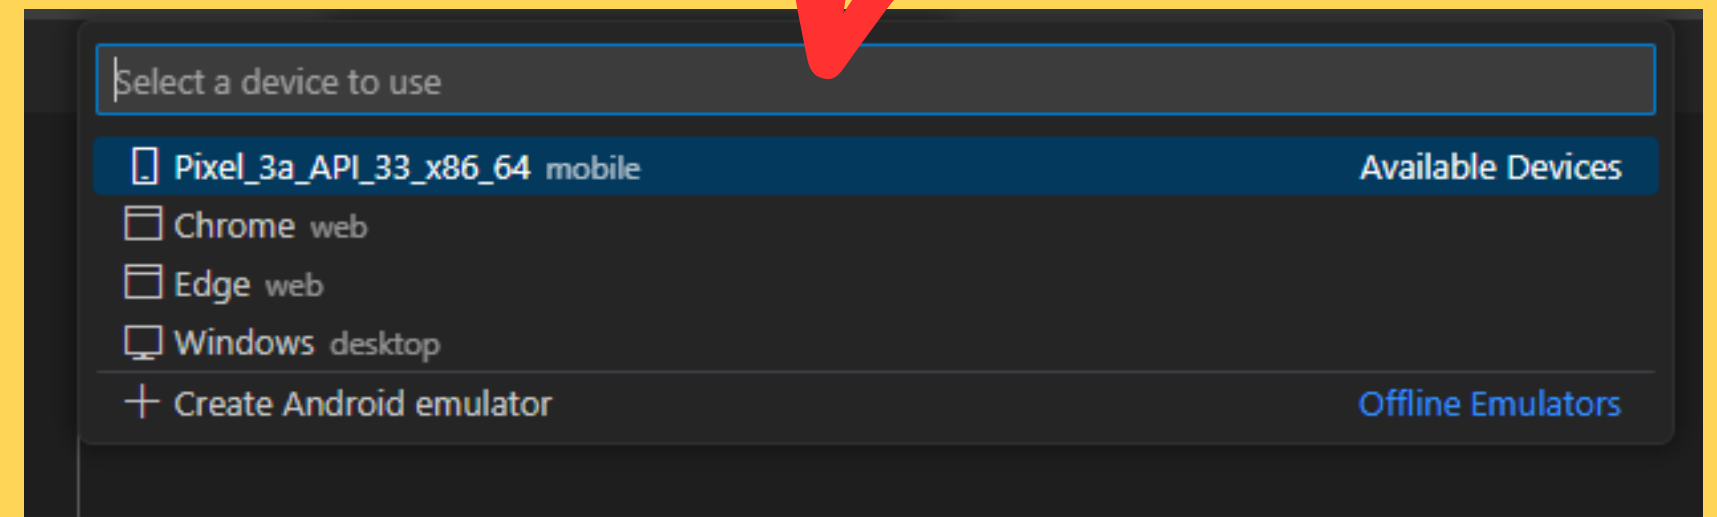 Select a device to use
Pixel_3a_API_33_x86_64 mobile Available Devices
Chrome web
Edge web
Windows desktop
Create Android emulator Offline Emulators